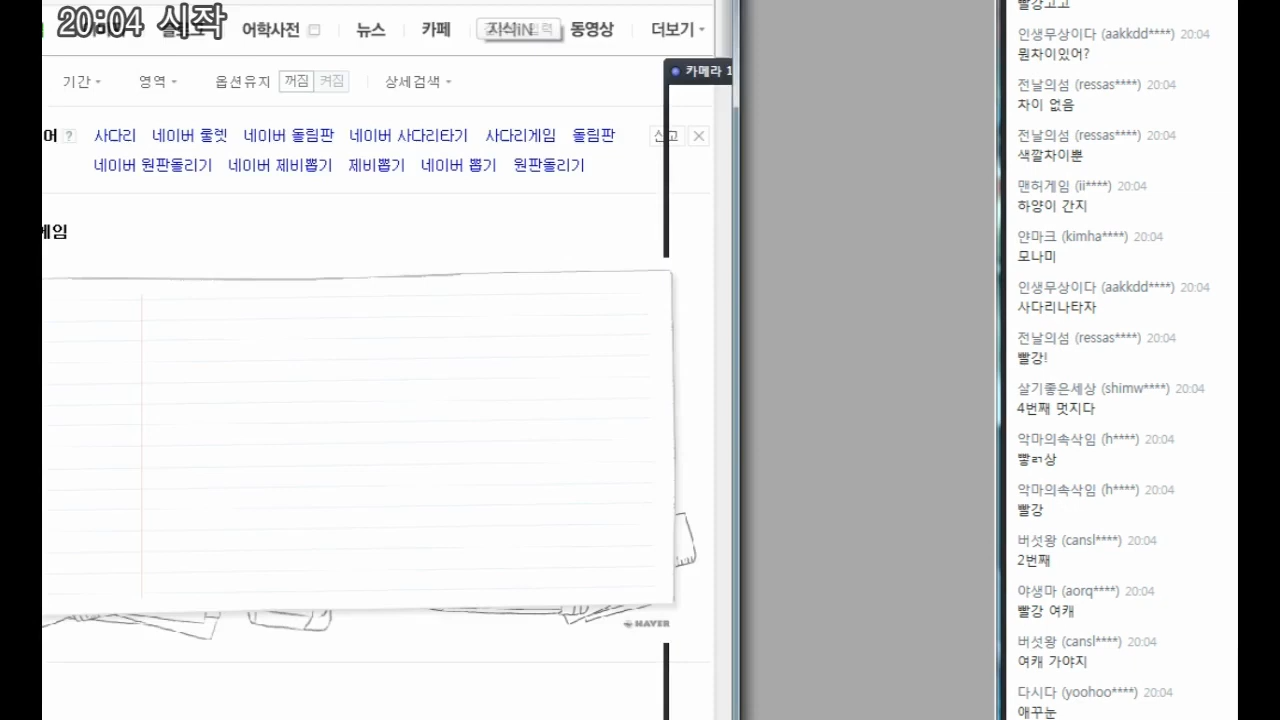 20:04 시작
어학사전
뉴스
카페
지식iN
동영상
더보기
기간
영역
옵션유지
꺼짐
켜짐
상세검색
카메라 1
어 ?
사다리 네이버 룰렛 네이버 돌림판 네이버 사다리타기 사다리게임 돌림판
신고
네이버 원판돌리기 네이버 제비뽑기 제비뽑기 네이버 뽑기 원판돌리기
게임
NAVER
빨강고고
인생무상이다 (aakkdd****) 20:04
뭔차이있어?
전날의섬 (ressas****) 20:04
차이 없음
전날의섬 (ressas****) 20:04
색깔차이뿐
맨허게임 (ii****) 20:04
하양이 간지
얀마크 (kimha****) 20:04
모나미
인생무상이다 (aakkdd****) 20:04
사다리나타자
전날의섬 (ressas****) 20:04
빨강!
살기좋은세상 (shimw****) 20:04
4번째 멋지다
악마의속삭임 (h****) 20:04
빻ㄺ상
악마의속삭임 (h****) 20:04
빨강
버섯왕 (cansl****) 20:04
2번째
야생마 (aorq****) 20:04
빨강 여캐
버섯왕 (cansl****) 20:04
여캐 가야지
다시다 (yoohoo****) 20:04
애꾸눈